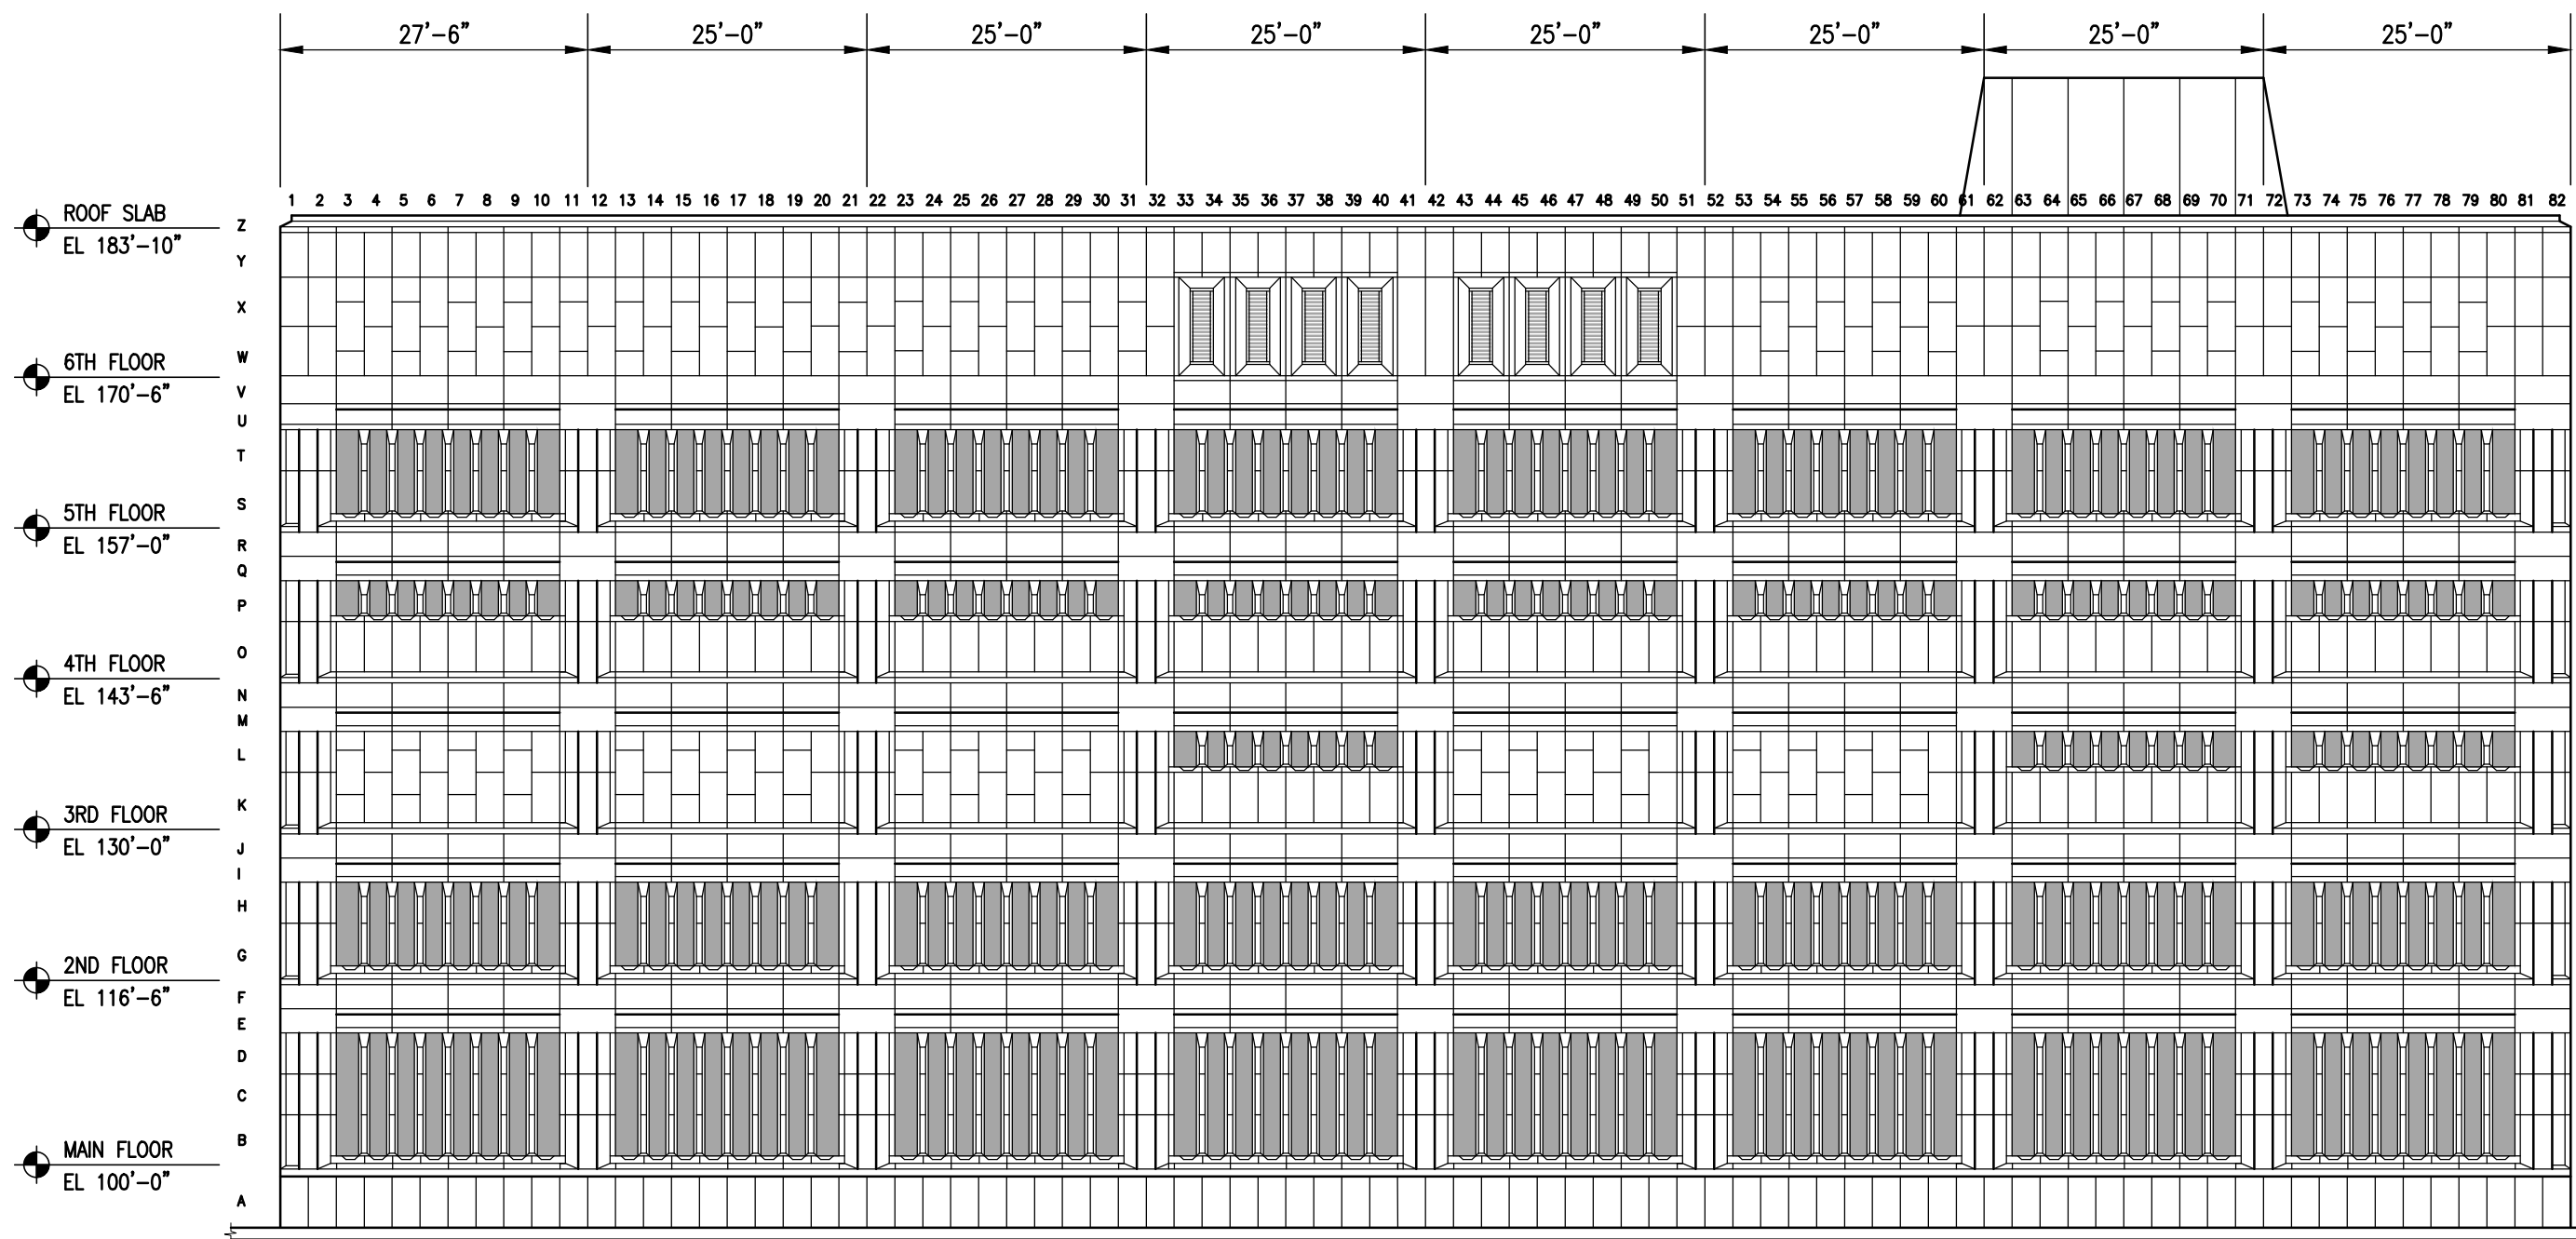 27'-6" 25'-0" 25'-0" 25'-0" 25'-0" 25'-0" 25'-0" 25'-0"
1 2 3 4 5 6 7 8 9 10 11 12 13 14 15 16 17 18 19 20 21 22 23 24 25 26 27 28 29 30 31 32 33 34 35 36 37 38 39 40 41 42 43 44 45 46 47 48 49 50 51 52 53 54 55 56 57 58 59 60 61 62 63 64 65 66 67 68 69 70 71 72 73 74 75 76 77 78 79 80 81 82
ROOF SLAB
Z
EL 183'-10"
Y
X
6TH FLOOR
W
EL 170'-6"
V
U
T
S
5TH FLOOR
EL 157'-0"
R
Q
P
O
4TH FLOOR
EL 143'-6"
N
M
L
K
3RD FLOOR
EL 130'-0"
J
I
H
G
2ND FLOOR
EL 116'-6"
F
E
D
C
B
MAIN FLOOR
EL 100'-0"
A